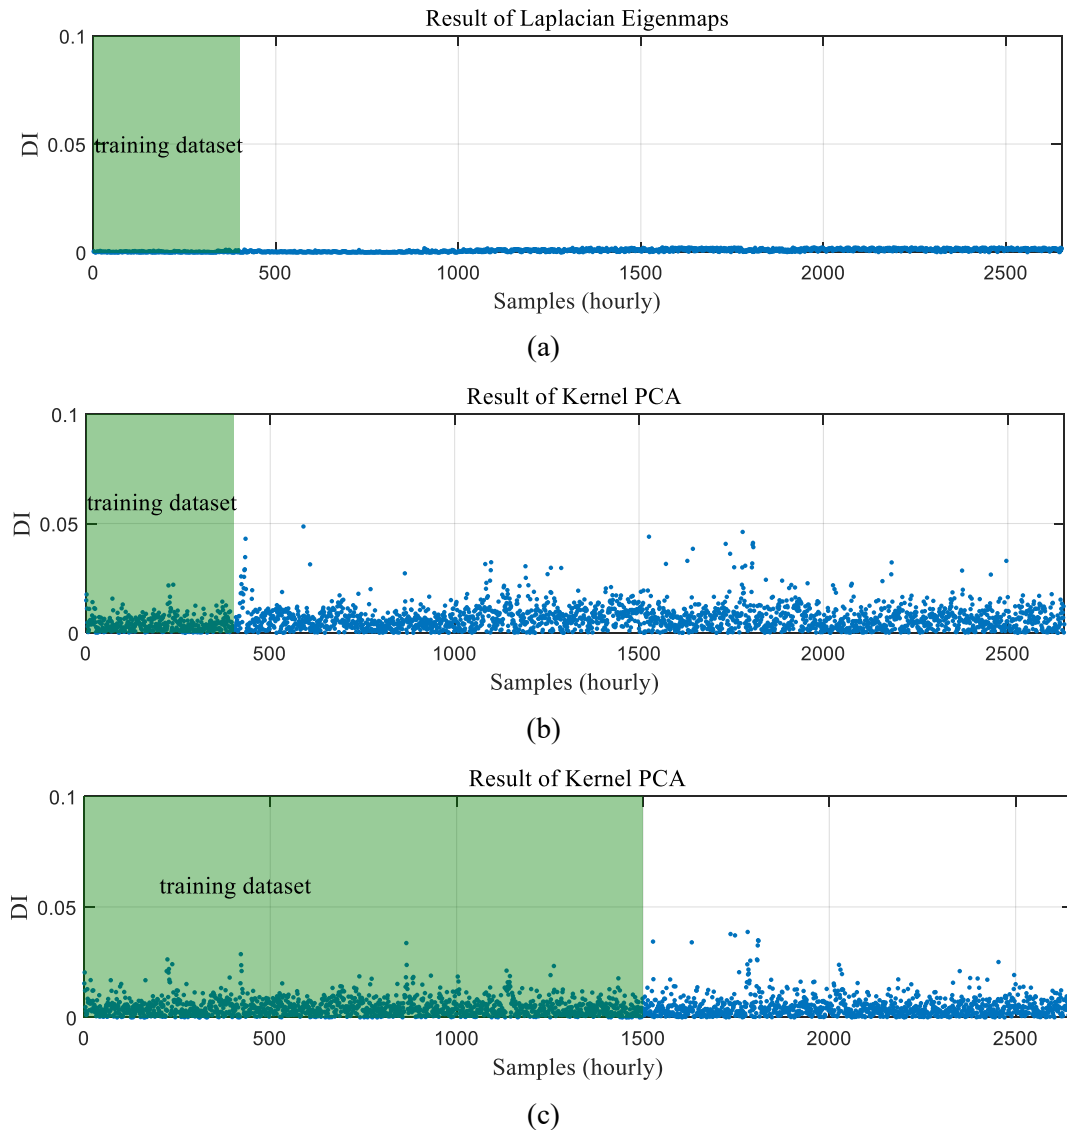 Result of Laplacian Eigenmaps
0.1
DI
0.05
training dataset
0
0 500 1000 1500 2000 2500
Samples (hourly)
(a)
Result of Kernel PCA
0.1
training dataset
DI
0.05
0
0 500 1000 1500 2000 2500
Samples (hourly)
(b)
Result of Kernel PCA
0.1
training dataset
DI
0.05
0
0 500 1000 1500 2000 2500
Samples (hourly)
(c)